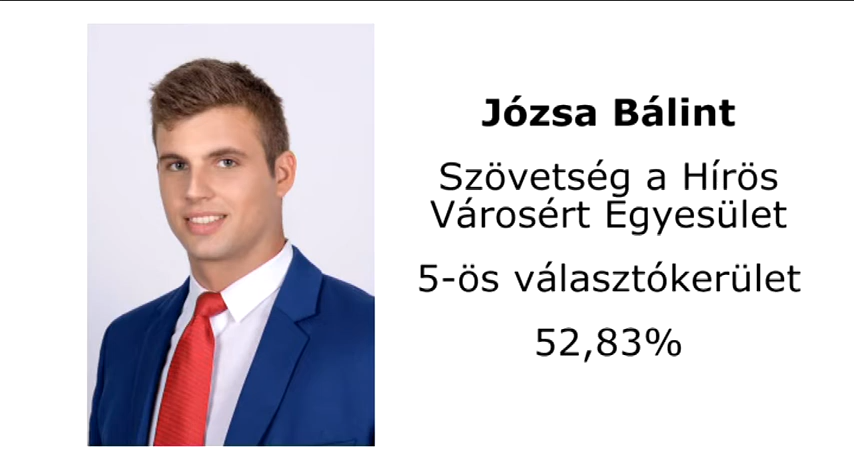 Józsa Bálint
Szövetség a Hírös
Városért Egyesület
5-ös választókerület
52,83%